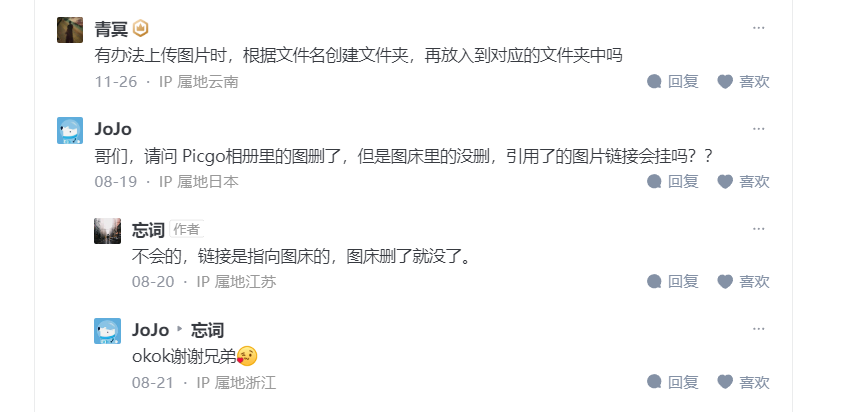 青冥
有办法上传图片时，根据文件名创建文件夹，再放入到对应的文件夹中吗
11-26 · IP 属地云南 回复 喜欢
JoJo
哥们，请问 Picgo相册里的图删了，但是图床里的没删，引用了的图片链接会挂吗？？
08-19 · IP 属地日本 回复 喜欢
忘词 作者
不会的，链接是指向图床的，图床删了就没了。
08-20 · IP 属地江苏 回复 喜欢
JoJo 忘词
okok谢谢兄弟🥰
08-21 · IP 属地浙江 回复 喜欢